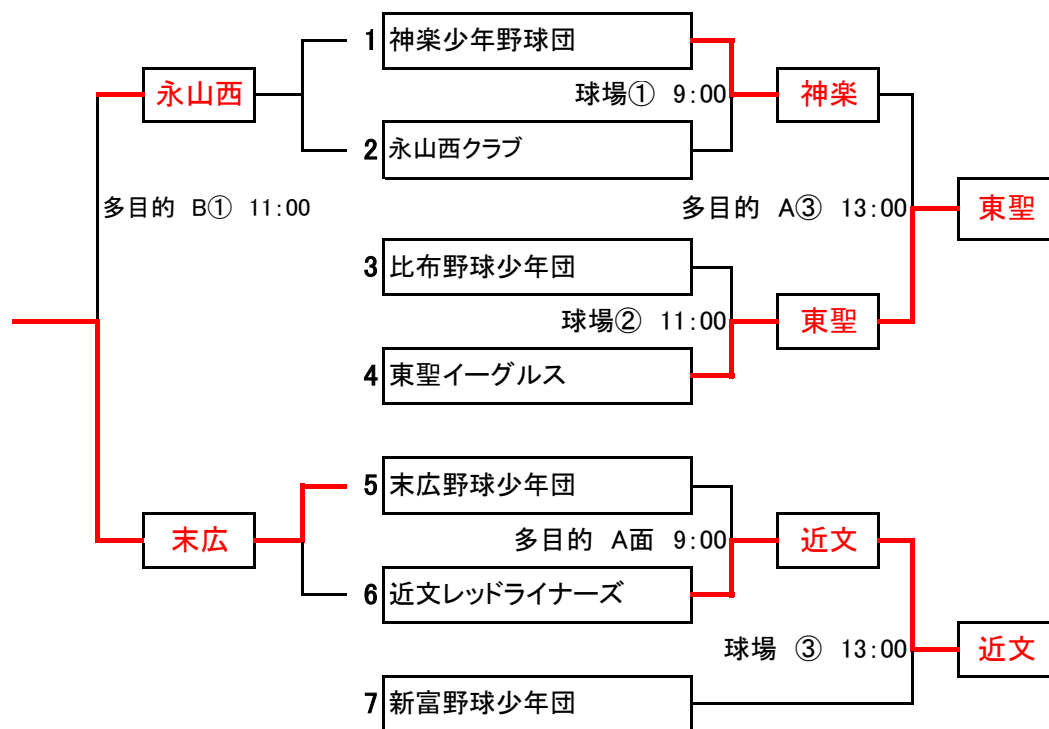 1 神楽少年野球団
永山西
球場① 9:00
神楽
2 永山西クラブ
多目的 B① 11:00
多目的 A③ 13:00
東聖
3 比布野球少年団
球場② 11:00
東聖
4 東聖イーグルス
5 末広野球少年団
末広
多目的 A面 9:00
近文
6 近文レッドライナーズ
球場 ③ 13:00
近文
7 新富野球少年団